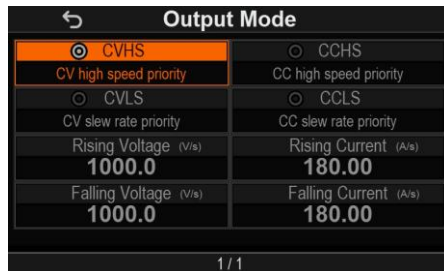 Output Mode
CVHS
CCHS
CV high speed priority
CC high speed priority
CVLS
CCLS
CV slew rate priority
CC slew rate priority
Rising Voltage (V/s)
Rising Current (A/s)
1000.0
180.00
Falling Voltage (V/s)
Falling Current (A/s)
1000.0
180.00
1 / 1